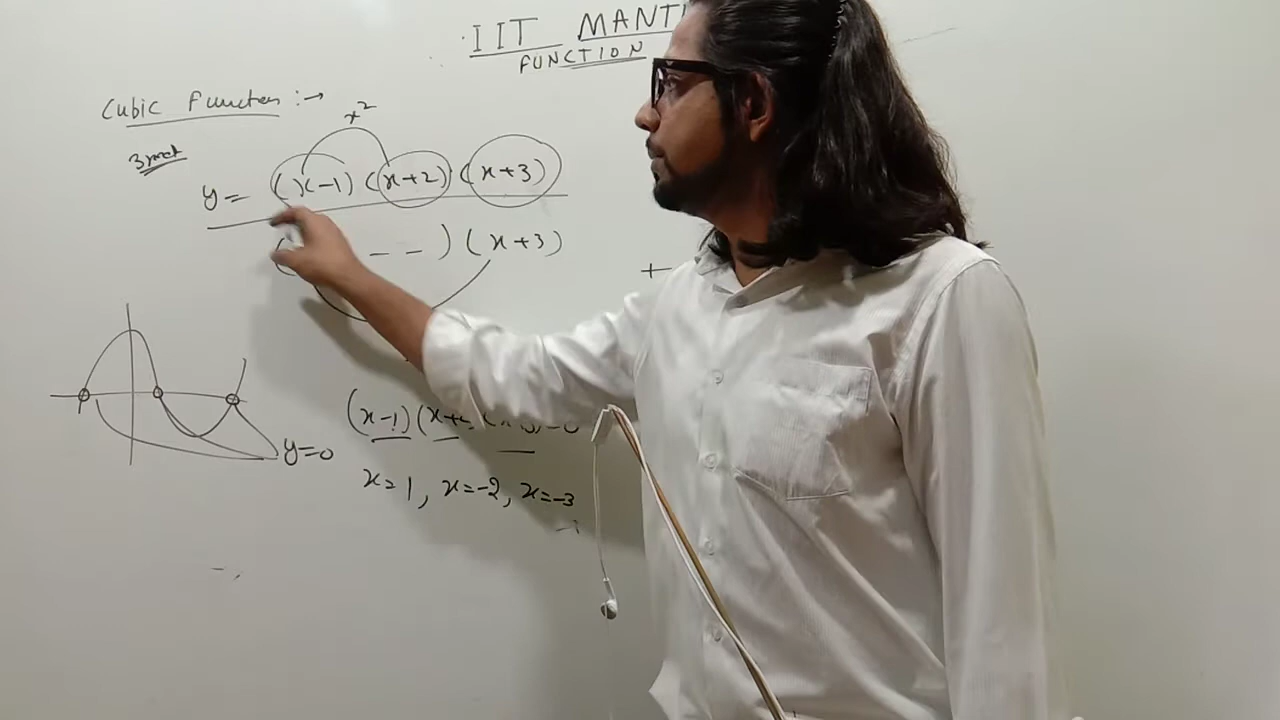 IIT MANT
FUNCTION
Cubic Function :→
x²
3 root
y = (x-1) (x+2) (x+3)
( - - ) (x+3)
+
(x-1)(x+
y=0
x=1, x=-2, x=-3